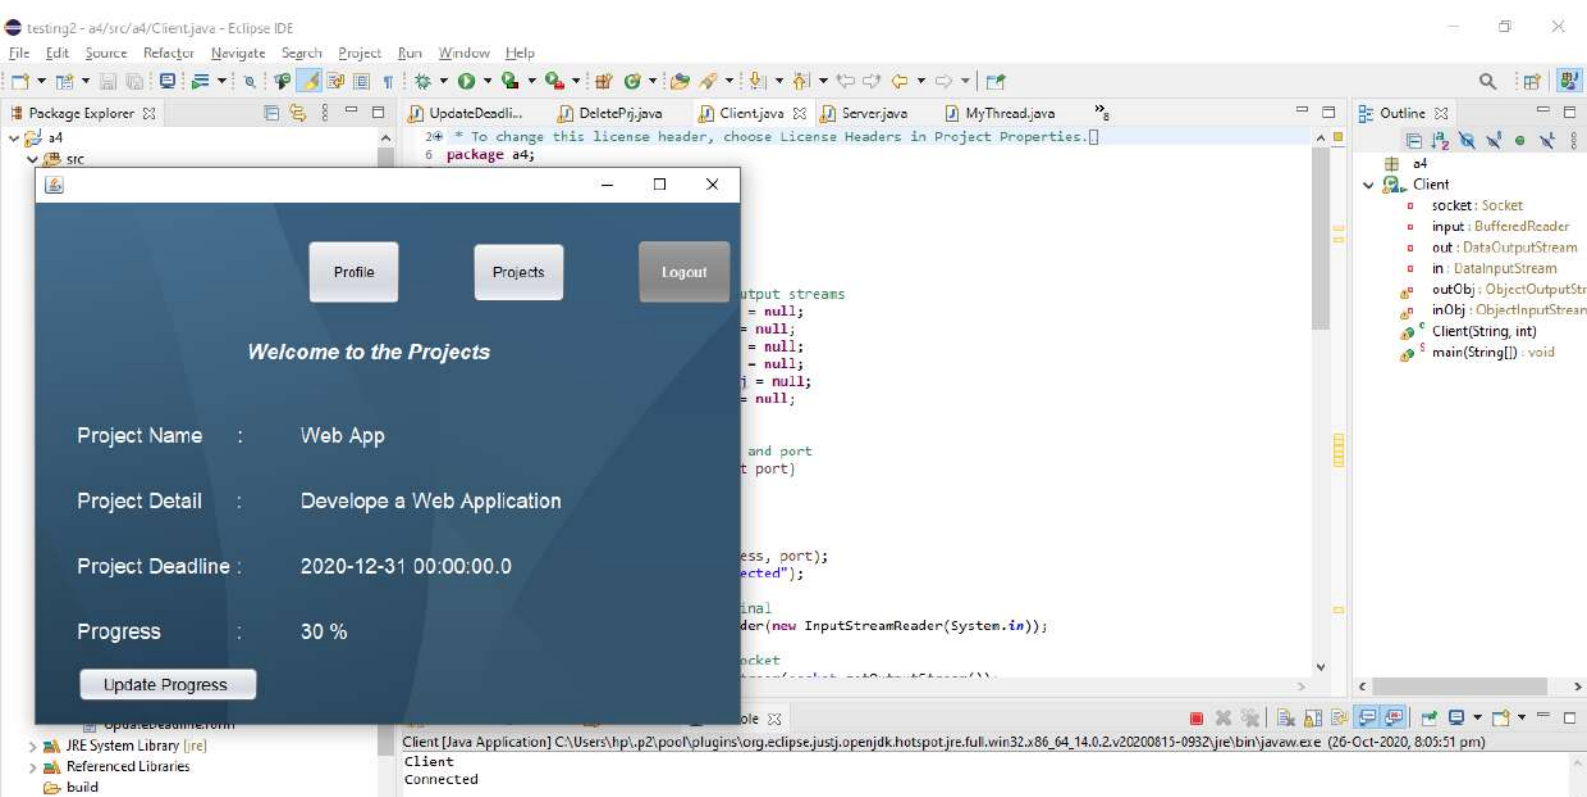 testing2 - a4/src/a4/Client.java - Eclipse IDE
File Edit Source Refactor Navigate Search Project Run Window Help
Package Explorer
a4
src
UpdateDeadli... DeletePrj.java Client.java Server.java MyThread.java »8
2 * To change this license header, choose License Headers in Project Properties.
6 package a4;
Profile Projects Logout
Welcome to the Projects
Project Name : Web App
Project Detail : Develope a Web Application
Project Deadline : 2020-12-31 00:00:00.0
Progress : 30 %
Update Progress
utput streams
= null;
= null;
= null;
= null;
j = null;
= null;
and port
t port)
ess, port);
ected");
inal
der(new InputStreamReader(System.in));
ocket
Outline
a4
Client
socket : Socket
input : BufferedReader
out : DataOutputStream
in : DataInputStream
outObj : ObjectOutputStr
inObj : ObjectInputStrean
Client(String, int)
main(String[]) : void
JRE System Library [jre]
Referenced Libraries
build
ole
Client [Java Application] C:\Users\hp\.p2\pool\plugins\org.eclipse.justj.openjdk.hotspot.jre.full.win32.x86_64_14.0.2.v20200815-0932\jre\bin\javaw.exe (26-Oct-2020, 8:05:51 pm)
Client
Connected